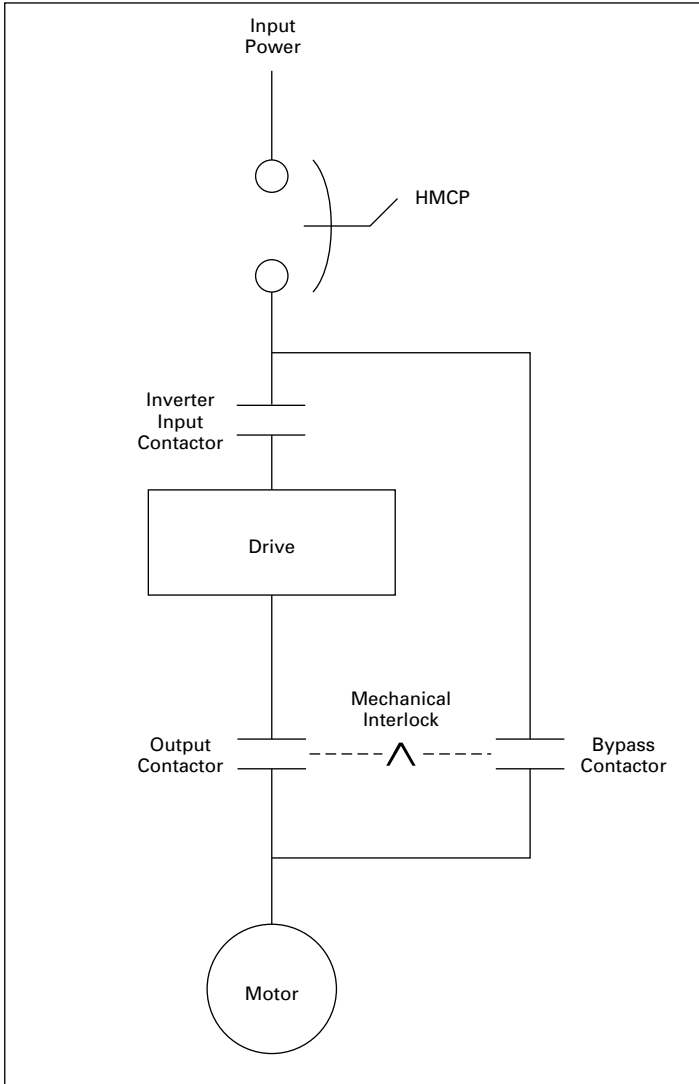 Input
Power
HMCP
Inverter
Input
Contactor
Drive
Mechanical
Interlock
Output
Contactor
Bypass
Contactor
Motor